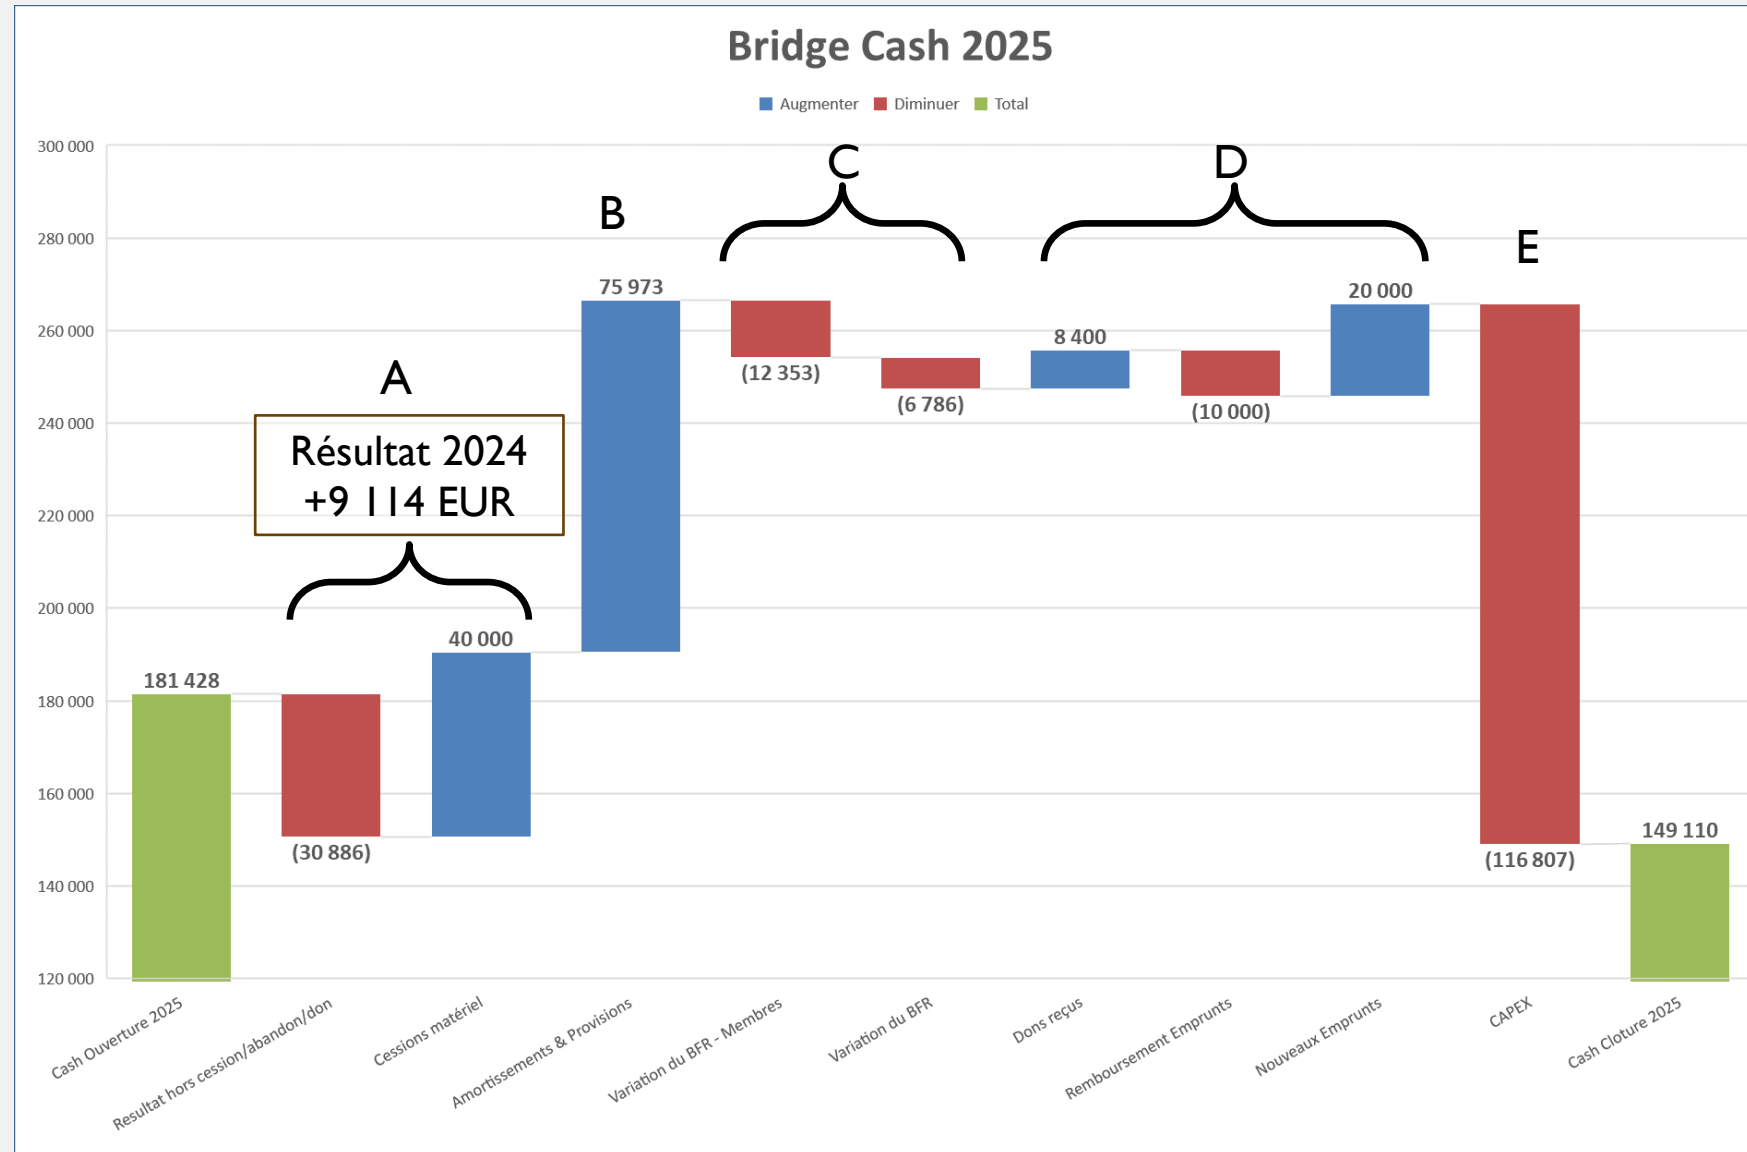 Bridge Cash 2025
Augmenter Diminuer Total
300 000
280 000
260 000
240 000
220 000
200 000
180 000
160 000
140 000
120 000
A
Résultat 2024
+9 114 EUR
B
C
D
E
181 428
(30 886)
40 000
75 973
(12 353)
(6 786)
8 400
(10 000)
20 000
(116 807)
149 110
Cash Ouverture 2025
Resultat hors cession/abandon/don
Cessions matériel
Amortissements & Provisions
Variation du BFR - Membres
Variation du BFR
Dons reçus
Remboursement Emprunts
Nouveaux Emprunts
CAPEX
Cash Cloture 2025